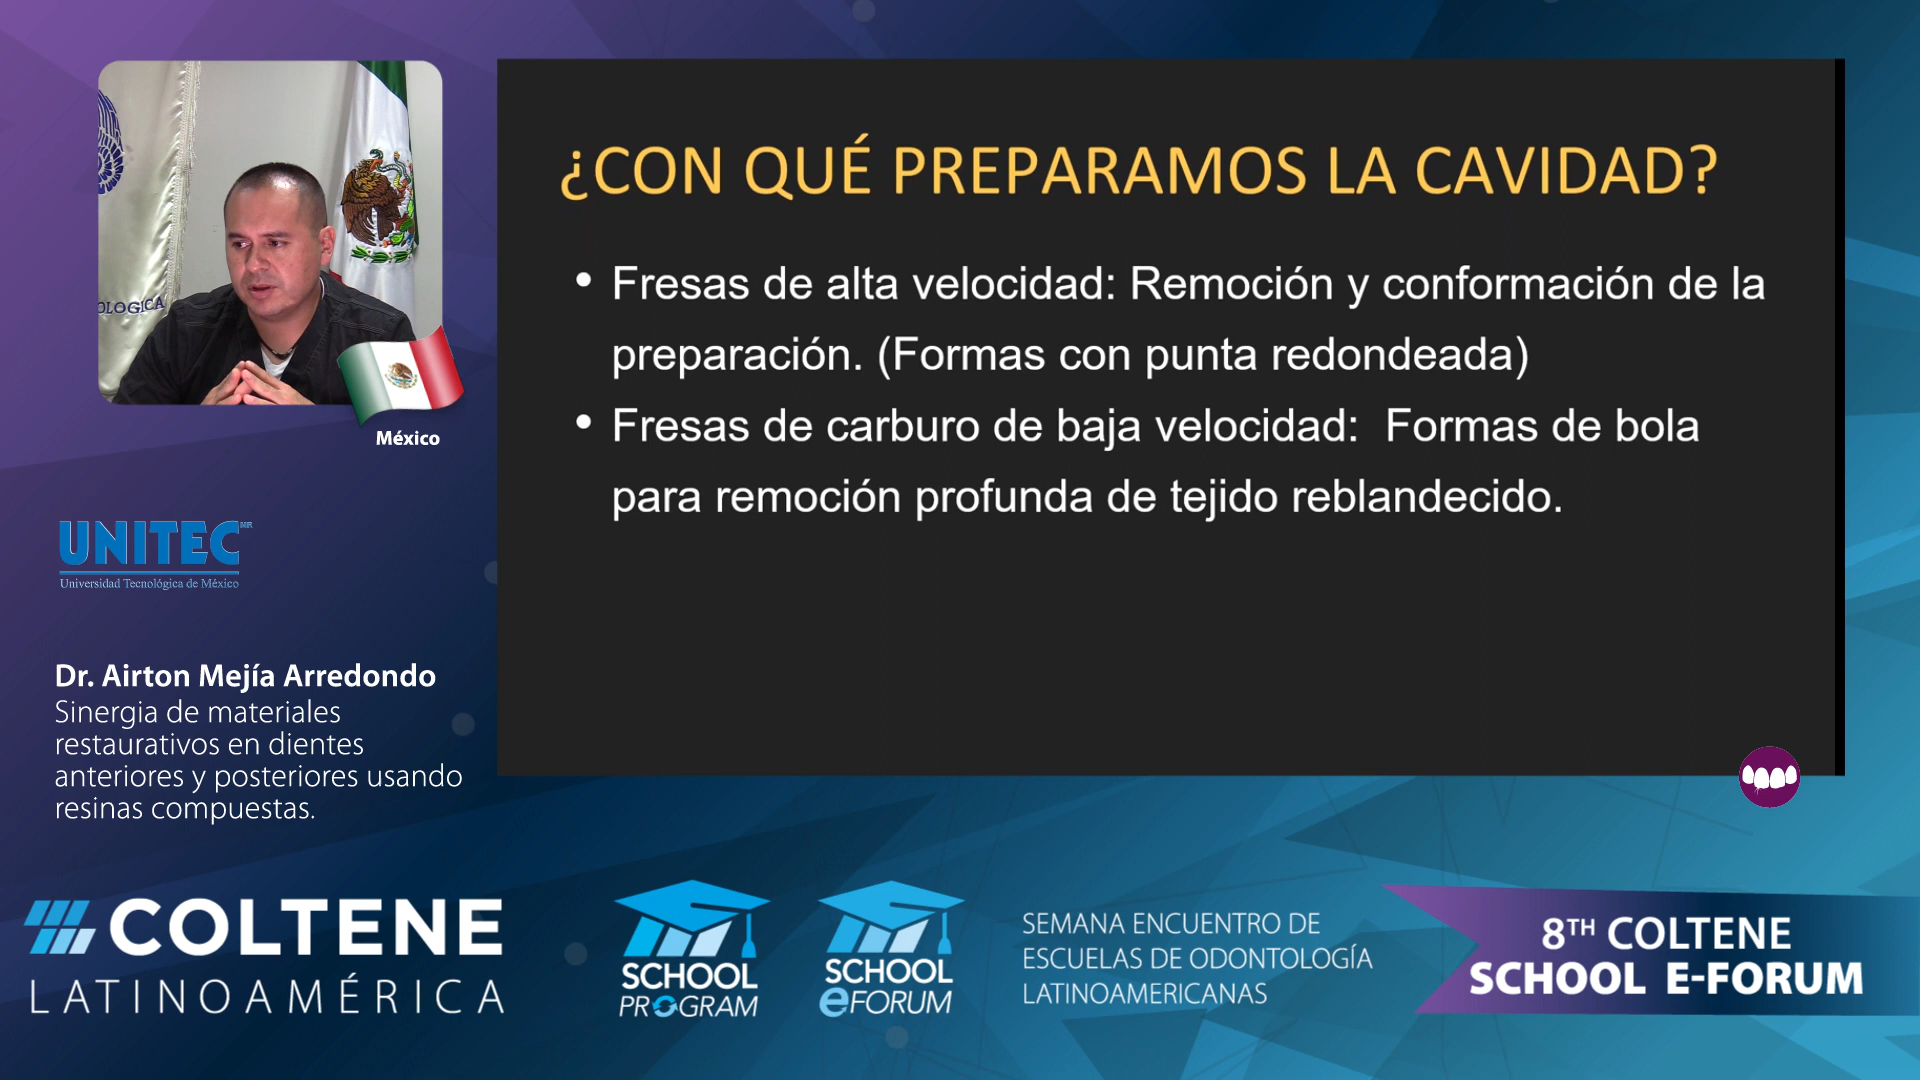 ¿CON QUÉ PREPARAMOS LA CAVIDAD?
• Fresas de alta velocidad: Remoción y conformación de la
preparación. (Formas con punta redondeada)
• Fresas de carburo de baja velocidad:  Formas de bola
para remoción profunda de tejido reblandecido.
OLOGICA
México
UNITEC MR
Universidad Tecnológica de México
Dr. Airton Mejía Arredondo
Sinergia de materiales
restaurativos en dientes
anteriores y posteriores usando
resinas compuestas.
COLTENE
LATINOAMÉRICA
SCHOOL
PROGRAM
SCHOOL
eFORUM
SEMANA ENCUENTRO DE
ESCUELAS DE ODONTOLOGÍA
LATINOAMERICANAS
8TH COLTENE
SCHOOL E-FORUM